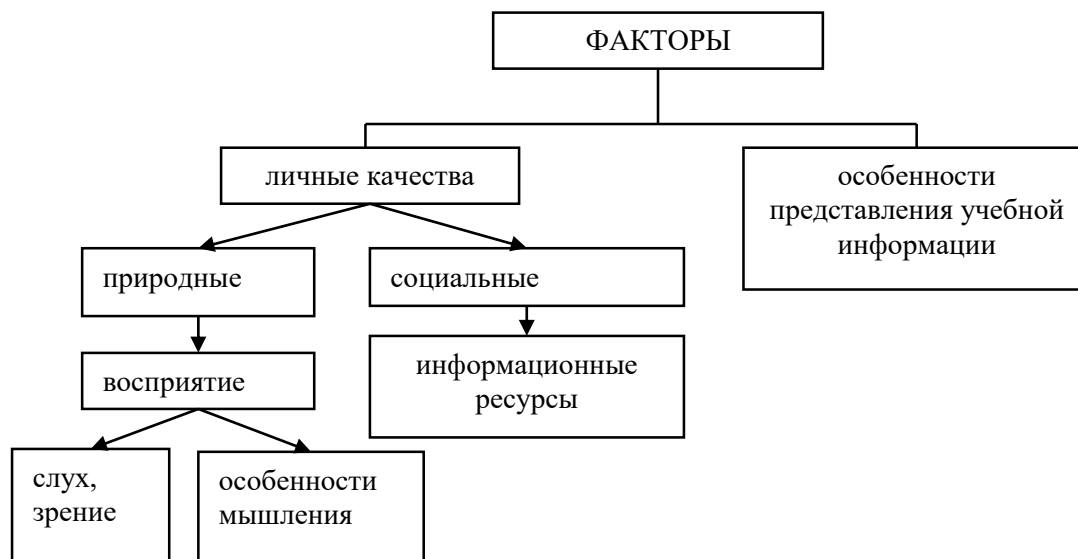 ФАКТОРЫ
личные качества
особенности
представления учебной
информации
природные
социальные
восприятие
информационные
ресурсы
слух,
зрение
особенности
мышления